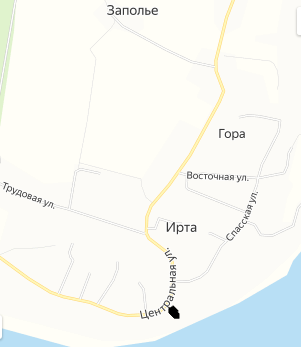 Заполье
Гора
Восточная ул.
Трудовая ул.
Спасская ул.
Ирта
Центральная ул.